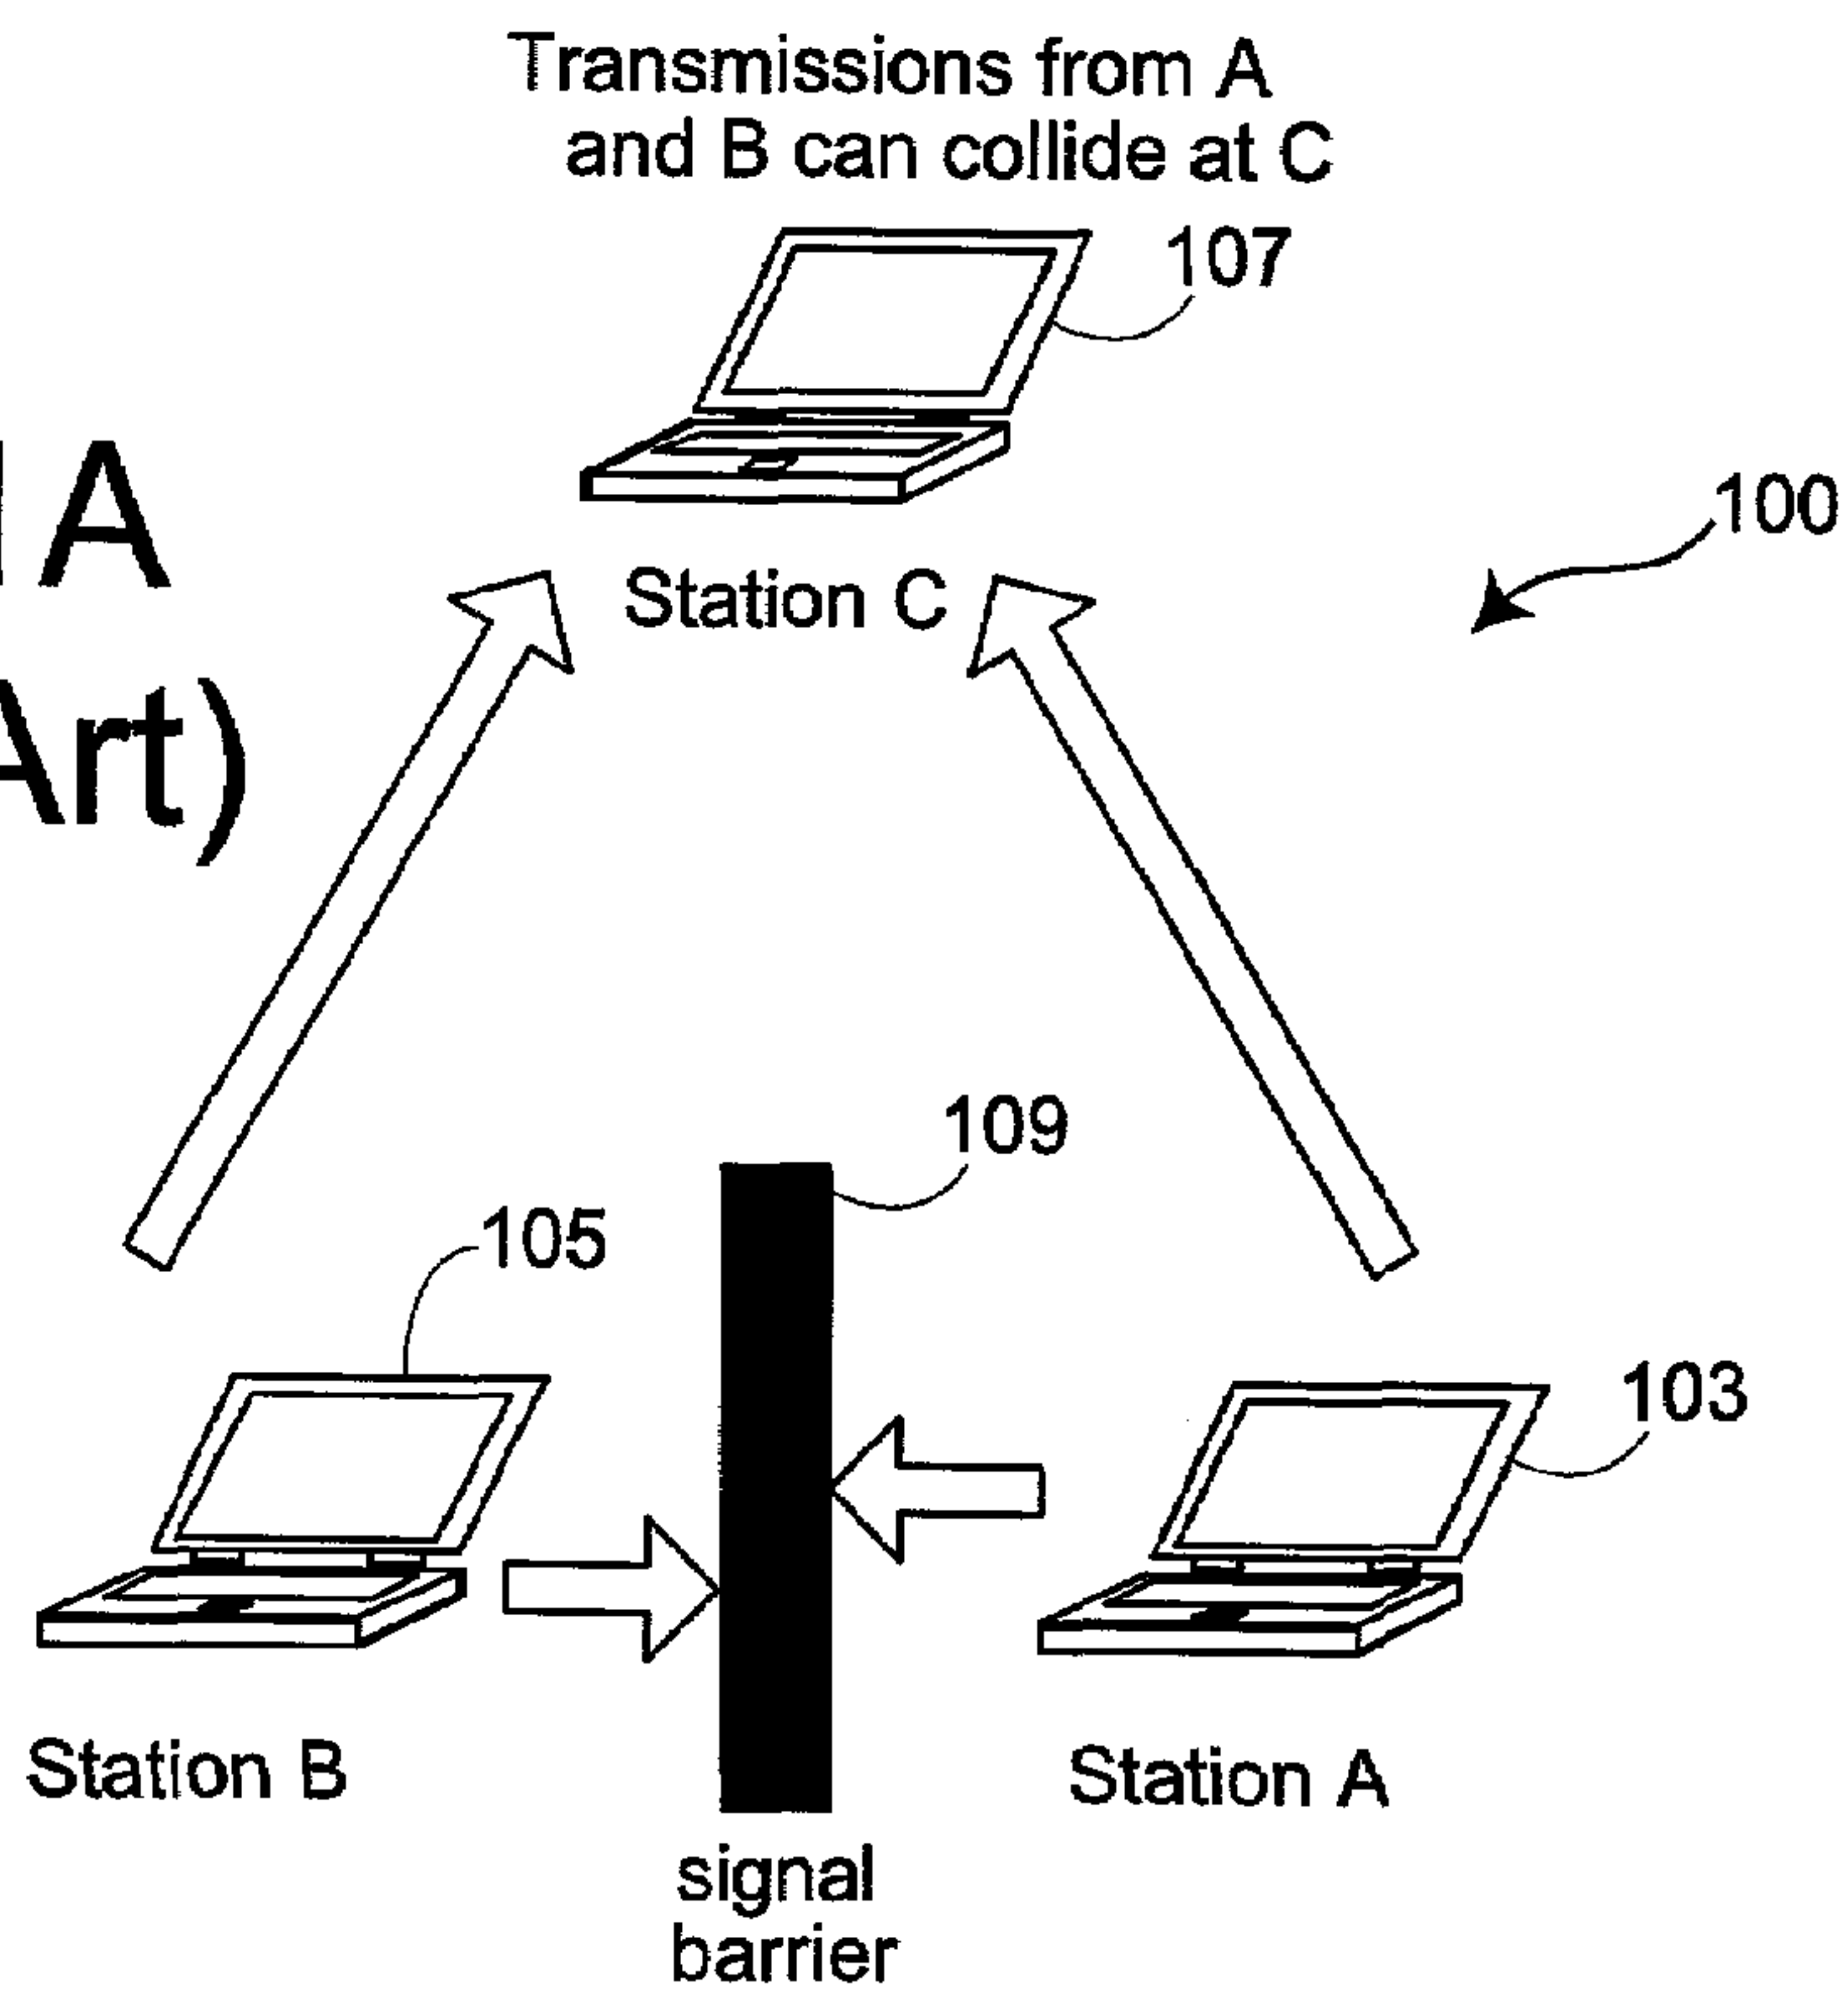 Transmissions from A
and B can collide at C
107
A
100
Station C
Art)
109
105
103
Station B
Station A
signal
barrier